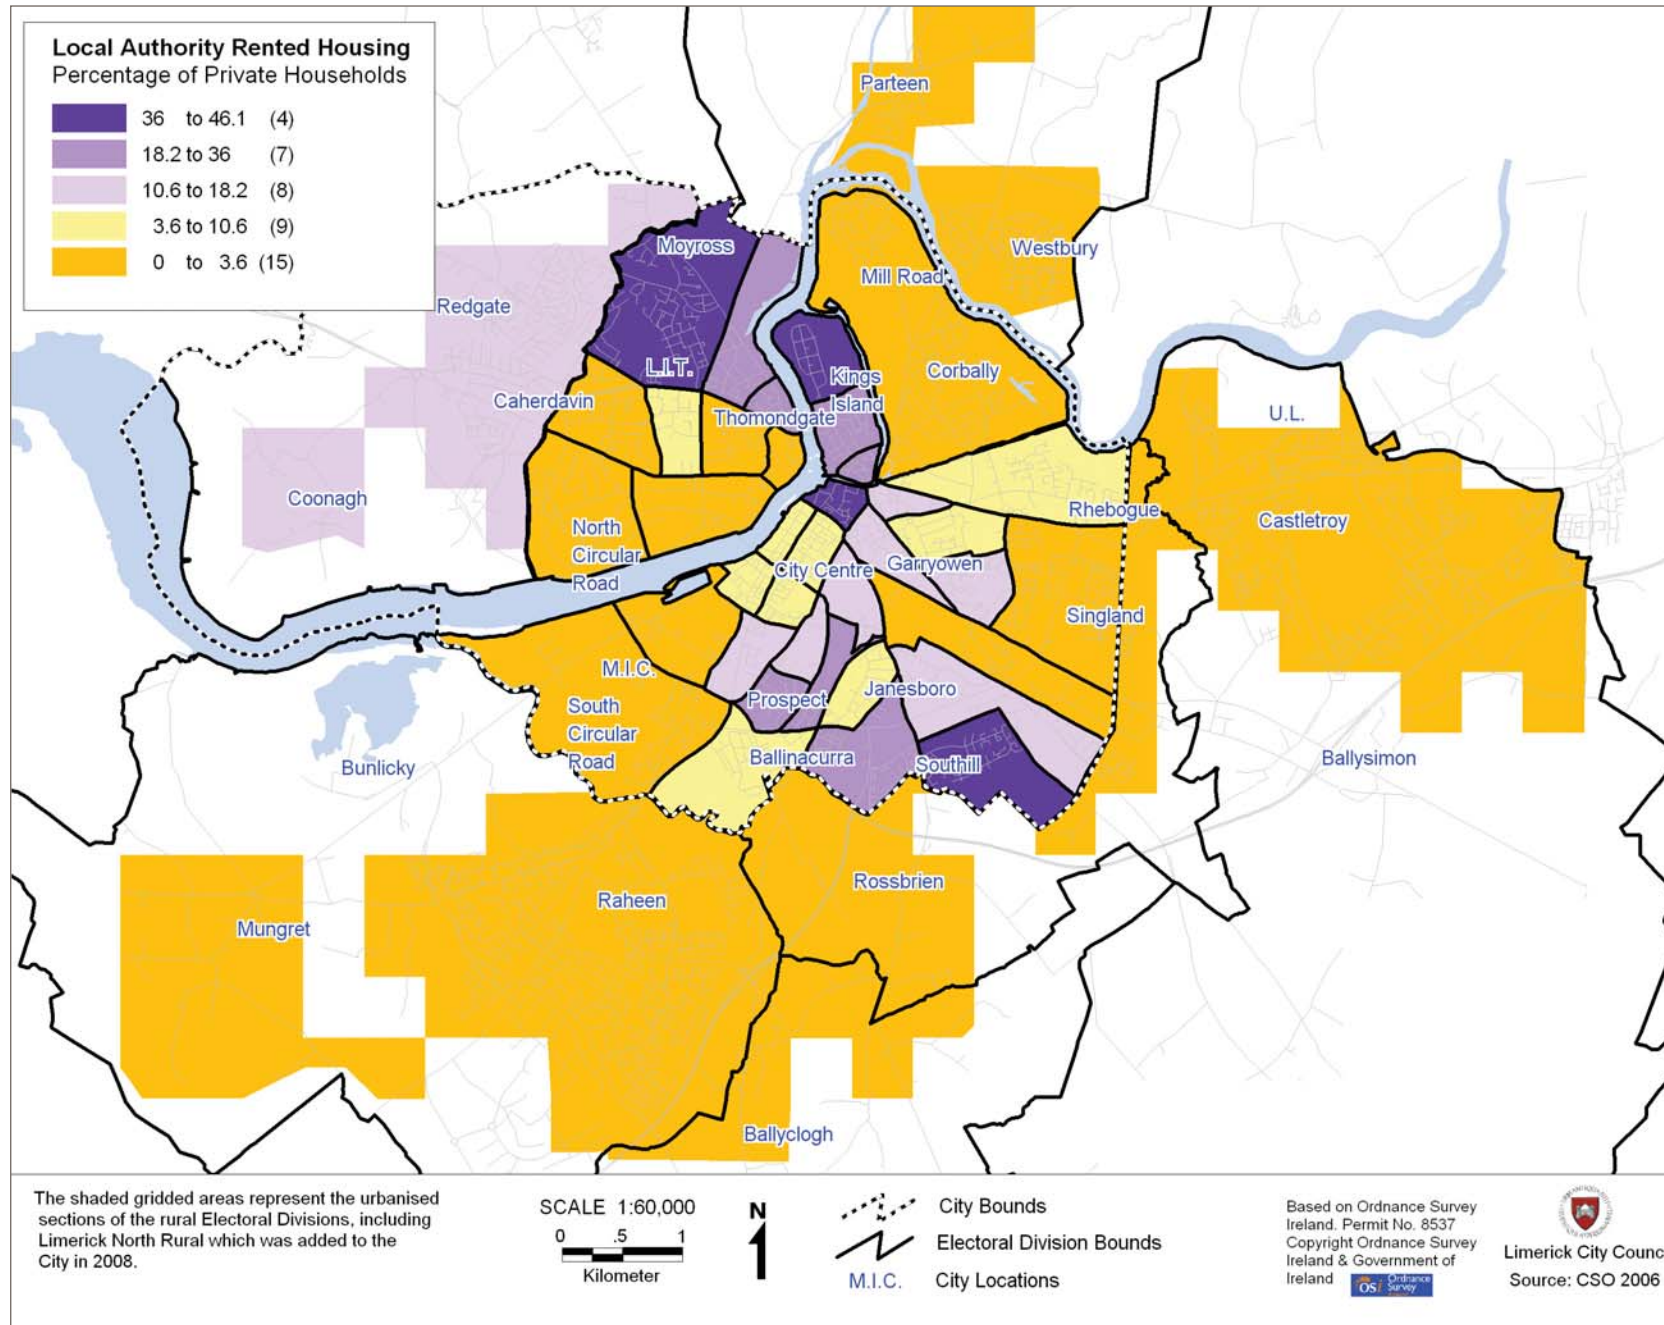 Local Authority Rented Housing
Percentage of Private Households
36 to 46.1 (4)
18.2 to 36 (7)
10.6 to 18.2 (8)
3.6 to 10.6 (9)
0 to 3.6 (15)
Parteen
Westbury
Moyross
Mill Road
Redgate
L.I.T.
Kings
Island
Corbally
Caherdavin
Thomondgate
U.L.
Coonagh
Rhebogue
Castletroy
North
Circular
Road
City Centre
Garryowen
Singland
M.I.C.
Prospect
Janesboro
South
Circular
Road
Bunlicky
Ballinacurra
Southill
Ballysimon
Rossbrien
Raheen
Mungret
Ballyclogh
The shaded gridded areas represent the urbanised
sections of the rural Electoral Divisions, including
Limerick North Rural which was added to the
City in 2008.
SCALE 1:60,000
0 .5 1
Kilometer
N
City Bounds
Electoral Division Bounds
M.I.C. City Locations
Based on Ordnance Survey
Ireland. Permit No. 8537
Copyright Ordnance Survey
Ireland & Government of
Ireland
OSi Ordnance
Survey
Limerick City Counc
Source: CSO 2006